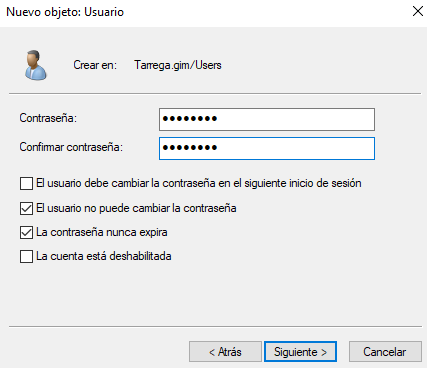 Nuevo objeto: Usuario
Crear en: Tarrega.gim/Users
Contraseña: ••••••••
Confirmar contraseña: ••••••••
El usuario debe cambiar la contraseña en el siguiente inicio de sesión
El usuario no puede cambiar la contraseña
La contraseña nunca expira
La cuenta está deshabilitada
< Atrás Siguiente > Cancelar